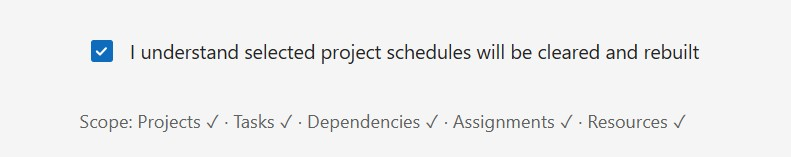 I understand selected project schedules will be cleared and rebuilt
Scope: Projects ✓ · Tasks ✓ · Dependencies ✓ · Assignments ✓ · Resources ✓